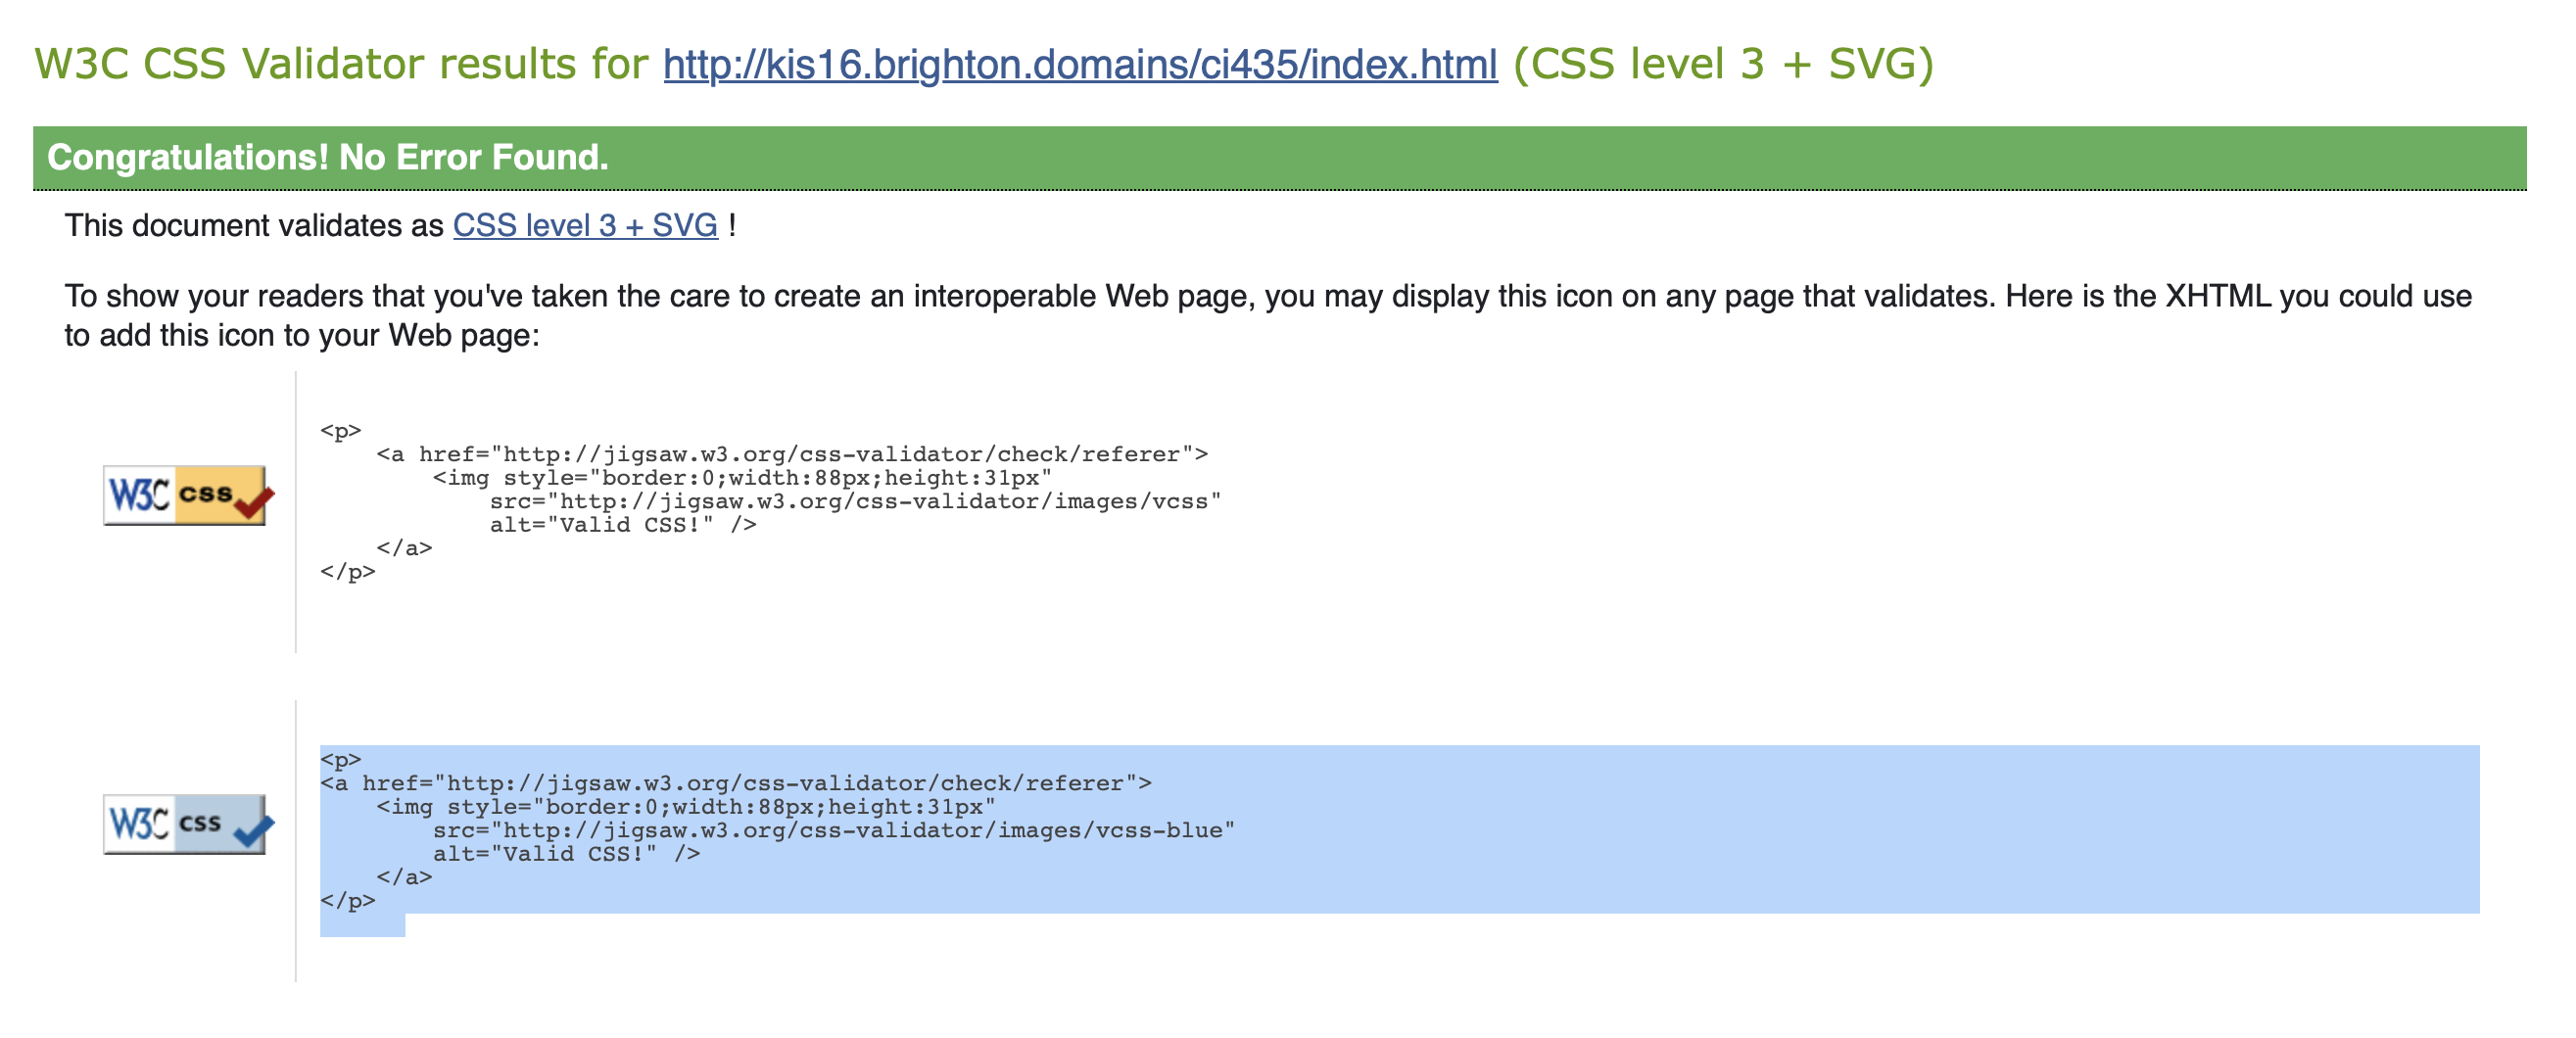 W3C CSS Validator results for http://kis16.brighton.domains/ci435/index.html (CSS level 3 + SVG)
Congratulations! No Error Found.
This document validates as CSS level 3 + SVG !
To show your readers that you've taken the care to create an interoperable Web page, you may display this icon on any page that validates. Here is the XHTML you could use
to add this icon to your Web page:
W3C css
<p>
    <a href="http://jigsaw.w3.org/css-validator/check/referer">
        <img style="border:0;width:88px;height:31px"
            src="http://jigsaw.w3.org/css-validator/images/vcss"
            alt="Valid CSS!" />
    </a>
</p>
W3C css
<p>
<a href="http://jigsaw.w3.org/css-validator/check/referer">
    <img style="border:0;width:88px;height:31px"
        src="http://jigsaw.w3.org/css-validator/images/vcss-blue"
        alt="Valid CSS!" />
    </a>
</p>